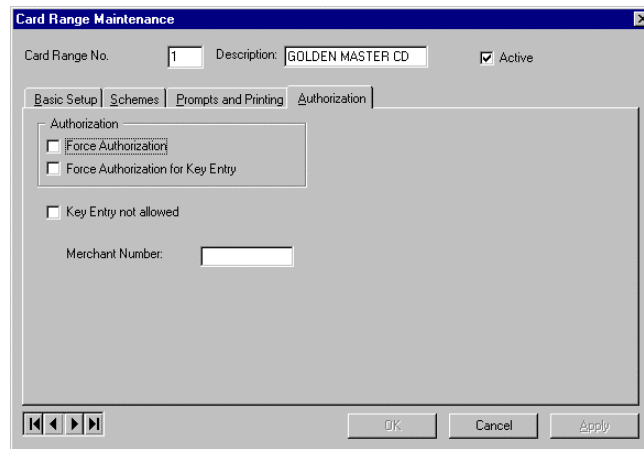 Card Range Maintenance
Card Range No. 1 Description: GOLDEN MASTER CD Active
Basic Setup Schemes Prompts and Printing Authorization
Authorization
Force Authorization
Force Authorization for Key Entry
Key Entry not allowed
Merchant Number:
OK Cancel Apply